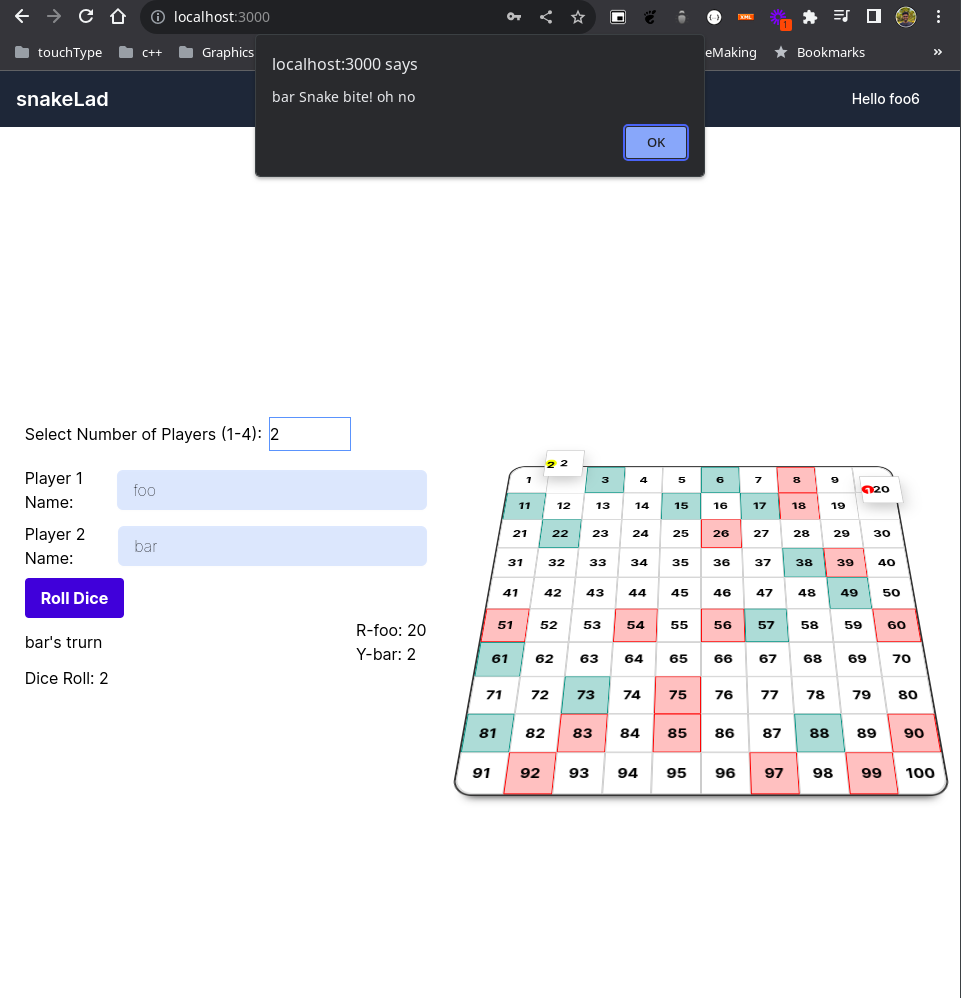 localhost:3000
1
touchType
c++
Graphics
eMaking
Bookmarks
»
localhost:3000 says
bar Snake bite! oh no
OK
snakeLad
Hello foo6
Select Number of Players (1-4): 2
Player 1 Name: foo
Player 2 Name: bar
Roll Dice
bar's trurn
R-foo: 20
Y-bar: 2
Dice Roll: 2
1 2 2 3 4 5 6 7 8 9 20
11 12 13 14 15 16 17 18 19
21 22 23 24 25 26 27 28 29 30
31 32 33 34 35 36 37 38 39 40
41 42 43 44 45 46 47 48 49 50
51 52 53 54 55 56 57 58 59 60
61 62 63 64 65 66 67 68 69 70
71 72 73 74 75 76 77 78 79 80
81 82 83 84 85 86 87 88 89 90
91 92 93 94 95 96 97 98 99 100